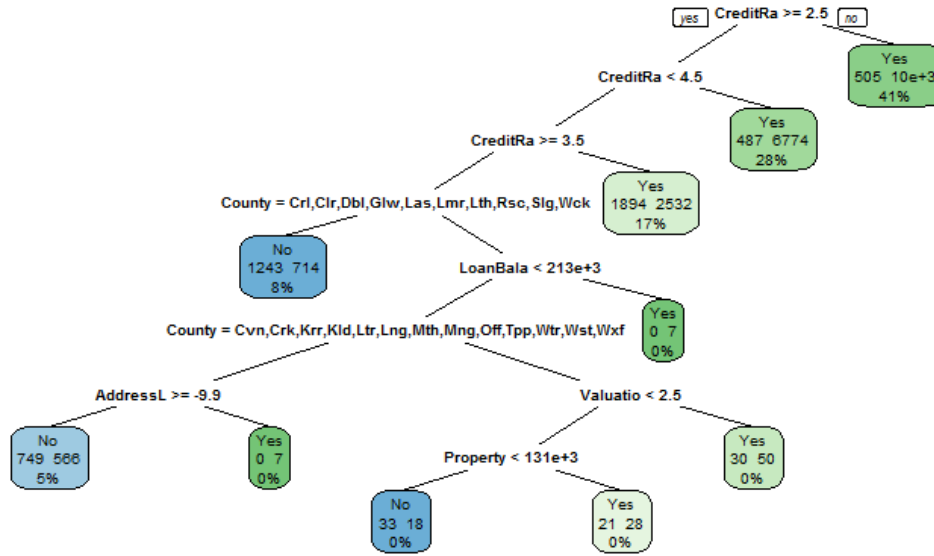 yes CreditRa >= 2.5 no
Yes
505 10e+3
41%
CreditRa < 4.5
Yes
487 6774
28%
CreditRa >= 3.5
Yes
1894 2532
17%
County = Crl,Clr,Dbl,Glw,Las,Lmr,Lth,Rsc,Slg,Wck
No
1243 714
8%
LoanBala < 213e+3
Yes
0 7
0%
County = Cvn,Crk,Krr,Kld,Ltr,Lng,Mth,Mng,Off,Tpp,Wtr,Wst,Wxf
AddressL >= -9.9
No
749 566
5%
Yes
0 7
0%
Valuatio < 2.5
Yes
30 50
0%
Property < 131e+3
No
33 18
0%
Yes
21 28
0%